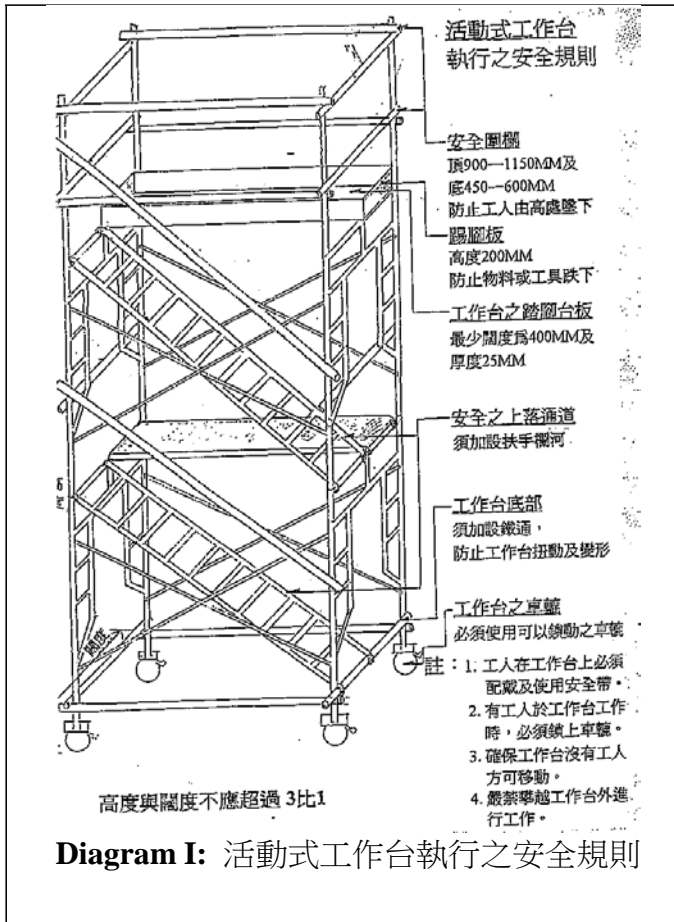 活動式工作台
執行之安全規則
安全圍欄
頂900—1150MM及
底450--600MM
防止工人由高處墮下
踢腳板
高度200MM
防止物料或工具跌下
工作台之踏腳台板
最少闊度爲400MM及
厚度25MM
安全之上落通道
須加設扶手欄河
工作台底部
須加設鐵通，
防止工作台扭動及變形
工作台之車轆
必須使用可以鎖動之車轆
註：1. 工人在工作台上必須
配戴及使用安全帶。
2. 有工人於工作台工作
時，必須鎖上車轆。
3. 確保工作台沒有工人
方可移動。
4. 嚴禁攀越工作台外進
行工作。
闊度
高度與闊度不應超過 3比1
Diagram I: 活動式工作台執行之安全規則